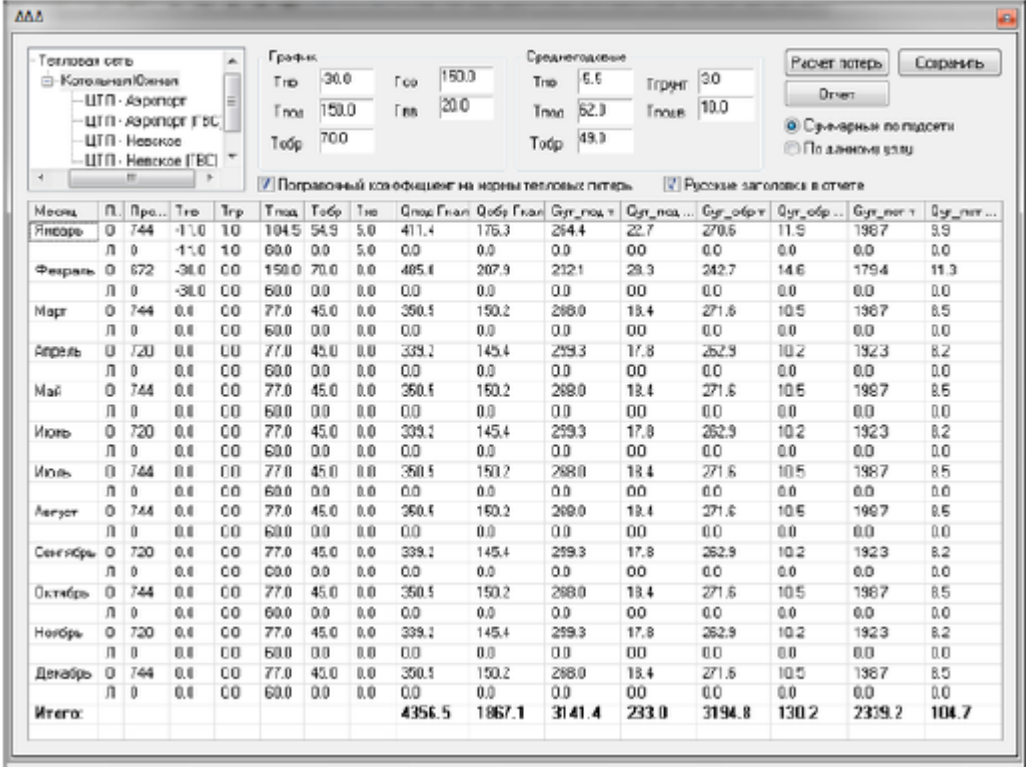 Тепловая сеть
Котельная Южная
ЦТП - Аэропорт
ЦТП - Аэропорт (ГВС
ЦТП - Невское
ЦТП - Невское (ГВС)
График
Тнв -30.0 Тсо 150.0
Тпод 150.0 Твв 20.0
Тобр 70.0
Среднегодовые
Тнв -5.5 Тгрунт 3.0
Тпод 62.0 Тподв 10.0
Тобр 49.0
Расчет потерь Сохранить
Отчет
Суммарные по подсети
По данному узлу
Поправочный коэффициент на нормы тепловых потерь Русские заголовки в отчете
Месяц П.. Про... Тнв Тгр Тпод Тобр Тхв Qпод Гкал Qобр Гкал Gут_под т Qут_под ... Gут_обр т Qут_обр ... Gут_пот т Qут_пот ...
Январь О 744 -11.0 1.0 104.5 54.9 5.0 411.4 176.3 264.4 22.7 270.6 11.9 198.7 9.9
Л 0 -11.0 1.0 60.0 0.0 5.0 0.0 0.0 0.0 0.0 0.0 0.0 0.0 0.0
Февраль О 672 -30.0 0.0 150.0 70.0 0.0 207.9 232.1 28.3 242.7 14.6 179.4 11.3
Л 0 -30.0 0.0 60.0 0.0 0.0 0.0 0.0 0.0 0.0 0.0 0.0 0.0 0.0
Март О 744 0.0 0.0 77.0 45.0 0.0 350.5 150.2 268.0 18.4 271.6 10.5 198.7 8.5
Л 0 0.0 0.0 60.0 0.0 0.0 0.0 0.0 0.0 0.0 0.0 0.0 0.0 0.0
Апрель О 720 0.0 0.0 77.0 45.0 0.0 339.2 145.4 259.3 17.8 262.9 10.2 192.3 8.2
Л 0 0.0 0.0 60.0 0.0 0.0 0.0 0.0 0.0 0.0 0.0 0.0 0.0 0.0
Май О 744 0.0 0.0 77.0 45.0 0.0 350.5 150.2 268.0 18.4 271.6 10.5 198.7 8.5
Л 0 0.0 0.0 60.0 0.0 0.0 0.0 0.0 0.0 0.0 0.0 0.0 0.0 0.0
Июнь О 720 0.0 0.0 77.0 45.0 0.0 339.2 145.4 259.3 17.8 262.9 10.2 192.3 8.2
Л 0 0.0 0.0 60.0 0.0 0.0 0.0 0.0 0.0 0.0 0.0 0.0 0.0 0.0
Июль О 744 0.0 0.0 77.0 45.0 0.0 350.5 150.2 268.0 18.4 271.6 10.5 198.7 8.5
Л 0 0.0 0.0 60.0 0.0 0.0 0.0 0.0 0.0 0.0 0.0 0.0 0.0 0.0
Август О 744 0.0 0.0 77.0 45.0 0.0 350.5 150.2 268.0 18.4 271.6 10.5 198.7 8.5
Л 0 0.0 0.0 60.0 0.0 0.0 0.0 0.0 0.0 0.0 0.0 0.0 0.0 0.0
Сентябрь О 720 0.0 0.0 77.0 45.0 0.0 339.2 145.4 259.3 17.8 262.9 10.2 192.3 8.2
Л 0 0.0 0.0 60.0 0.0 0.0 0.0 0.0 0.0 0.0 0.0 0.0 0.0 0.0
Октябрь О 744 0.0 0.0 77.0 45.0 0.0 350.5 150.2 268.0 18.4 271.6 10.5 198.7 8.5
Л 0 0.0 0.0 60.0 0.0 0.0 0.0 0.0 0.0 0.0 0.0 0.0 0.0 0.0
Ноябрь О 720 0.0 0.0 77.0 45.0 0.0 339.2 145.4 259.3 17.8 262.9 10.2 192.3 8.2
Л 0 0.0 0.0 60.0 0.0 0.0 0.0 0.0 0.0 0.0 0.0 0.0 0.0 0.0
Декабрь О 744 0.0 0.0 77.0 45.0 0.0 350.5 150.2 268.0 18.4 271.6 10.5 198.7 8.5
Л 0 0.0 0.0 60.0 0.0 0.0 0.0 0.0 0.0 0.0 0.0 0.0 0.0 0.0
Итого: 4356.5 1867.1 3141.4 233.0 3194.8 130.2 2339.2 104.7